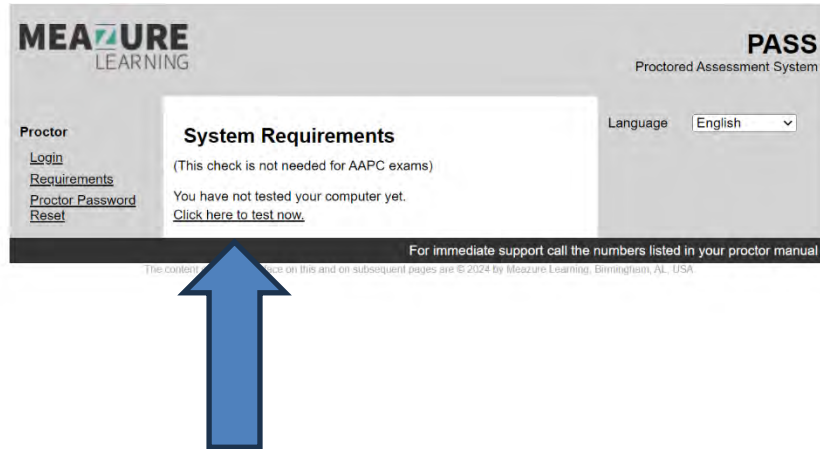 MEAZURE
LEARNING
PASS
Proctored Assessment System
Proctor
Login
Requirements
Proctor Password
Reset
System Requirements
(This check is not needed for AAPC exams)
You have not tested your computer yet.
Click here to test now.
Language English
For immediate support call the numbers listed in your proctor manual
The content ace on this and on subsequent pages are © 2024 by Meazure Learning, Birmingham, AL, USA